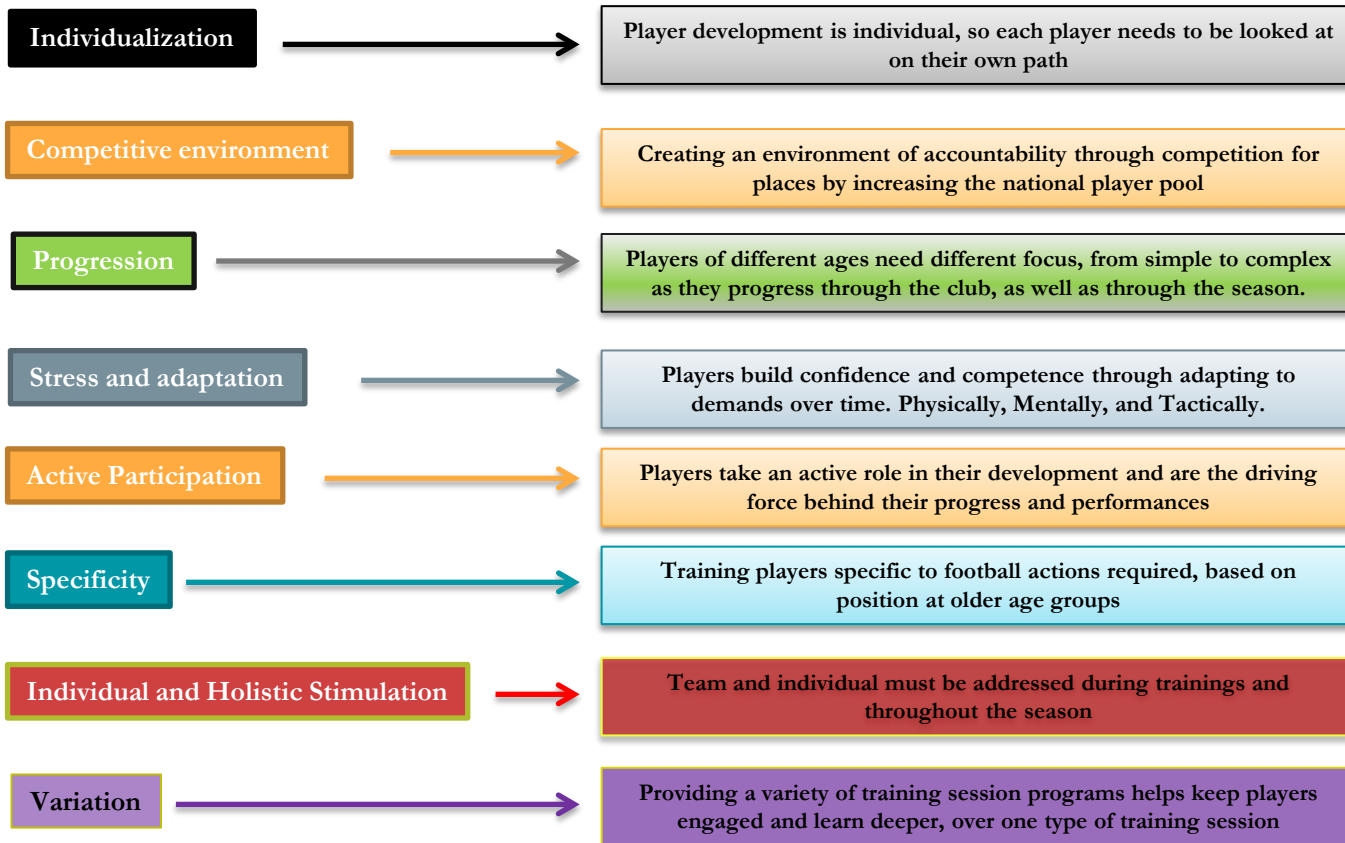 Individualization
Player development is individual, so each player needs to be looked at
on their own path
Competitive environment
Creating an environment of accountability through competition for
places by increasing the national player pool
Progression
Players of different ages need different focus, from simple to complex
as they progress through the club, as well as through the season.
Stress and adaptation
Players build confidence and competence through adapting to
demands over time. Physically, Mentally, and Tactically.
Active Participation
Players take an active role in their development and are the driving
force behind their progress and performances
Specificity
Training players specific to football actions required, based on
position at older age groups
Individual and Holistic Stimulation
Team and individual must be addressed during trainings and
throughout the season
Variation
Providing a variety of training session programs helps keep players
engaged and learn deeper, over one type of training session